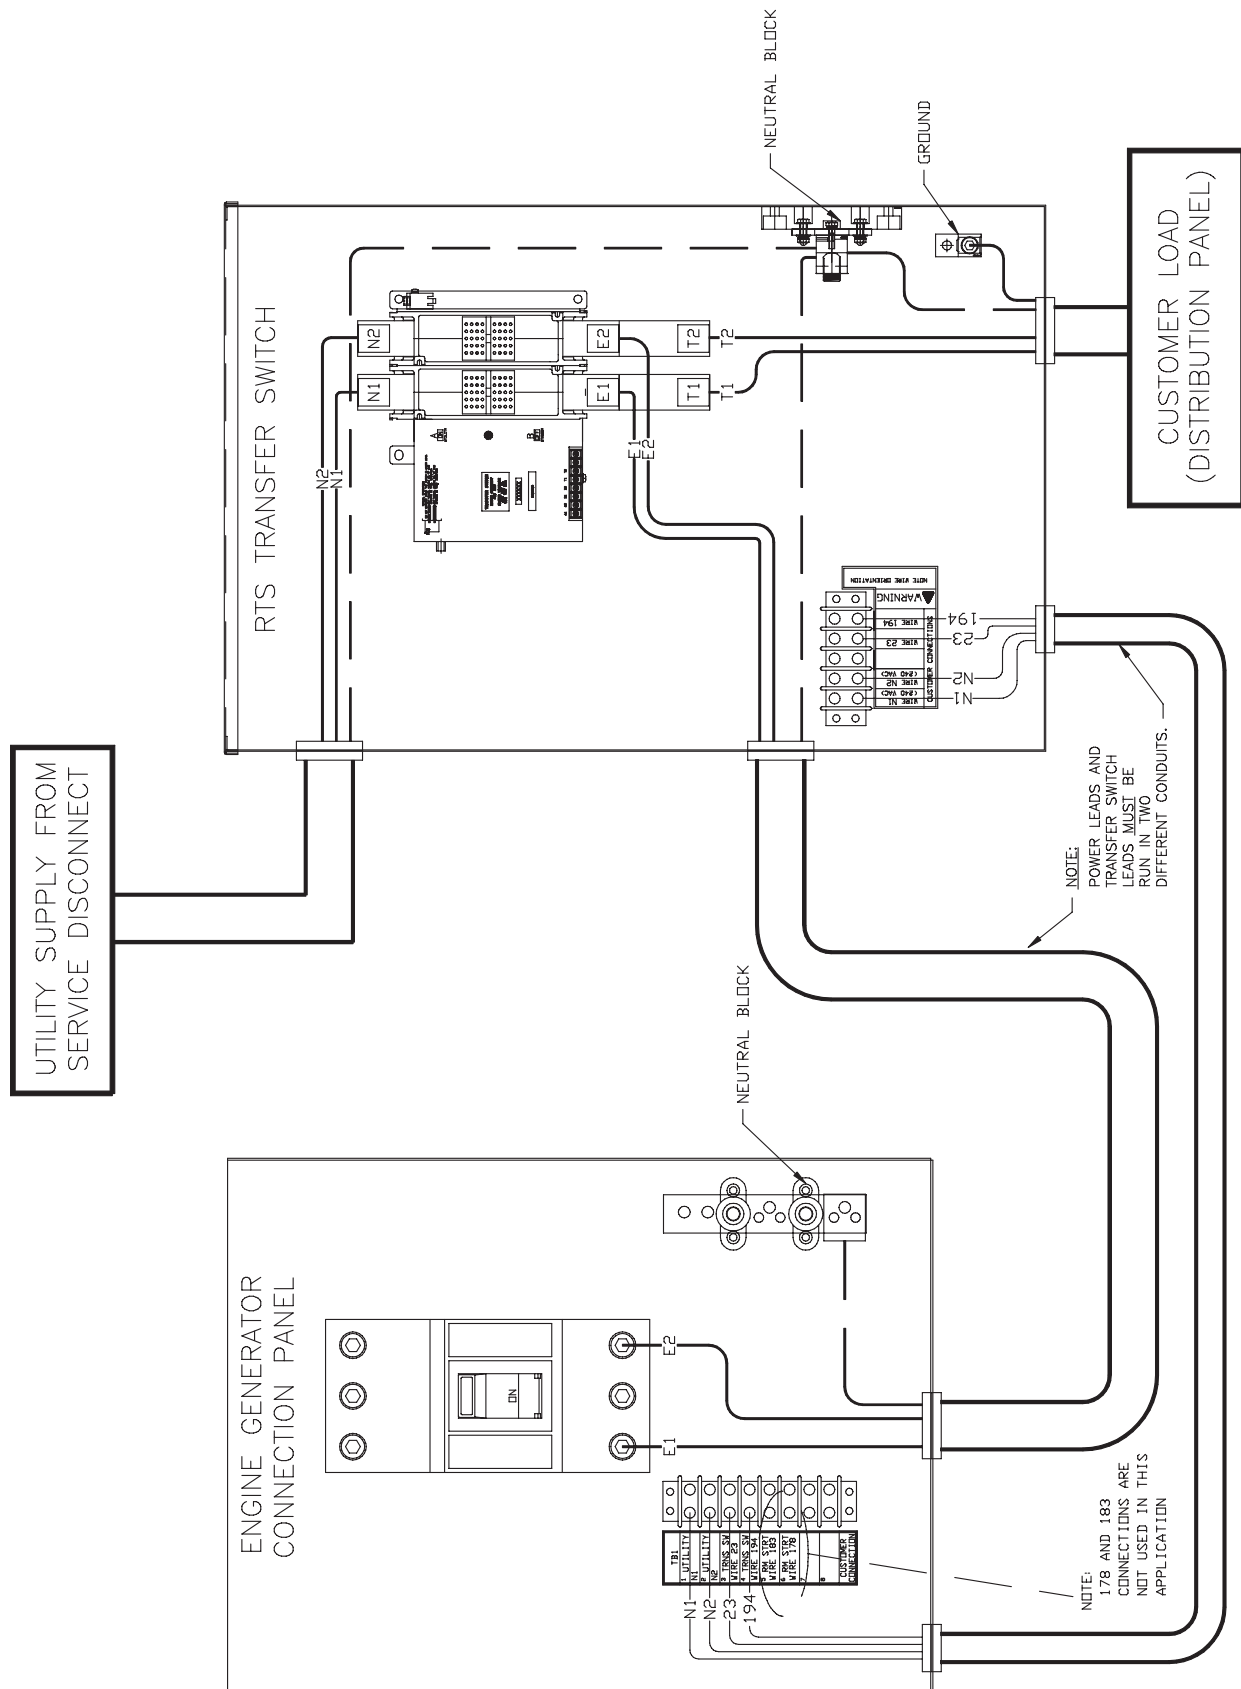 UTILITY SUPPLY FROM
SERVICE DISCONNECT
RTS TRANSFER SWITCH
N2
N1
N1
N2
A
B
E1
E2
E1
E2
T1
T2
T1
T2
NEUTRAL BLOCK
GROUND
CUSTOMER LOAD
(DISTRIBUTION PANEL)
NOTE WIRE ORIENTATION
WARNING
CUSTOMER CONNECTIONS
WIRE 194
WIRE 23
WIRE N2
(240 VAC)
WIRE N1
(240 VAC)
194
23
N2
N1
NOTE:
POWER LEADS AND
TRANSFER SWITCH
LEADS MUST BE
RUN IN TWO
DIFFERENT CONDUITS.
ENGINE GENERATOR
CONNECTION PANEL
ON
E1
E2
NEUTRAL BLOCK
TB1
1 UTILITY
N1
2 UTILITY
N2
3 TRNS SW
WIRE 23
4 TRNS SW
WIRE 194
5 RM STRT
WIRE 183
6 RM STRT
WIRE 178
7
8
CUSTOMER
CONNECTION
N1
N2
23
194
NOTE:
178 AND 183
CONNECTIONS ARE
NOT USED IN THIS
APPLICATION